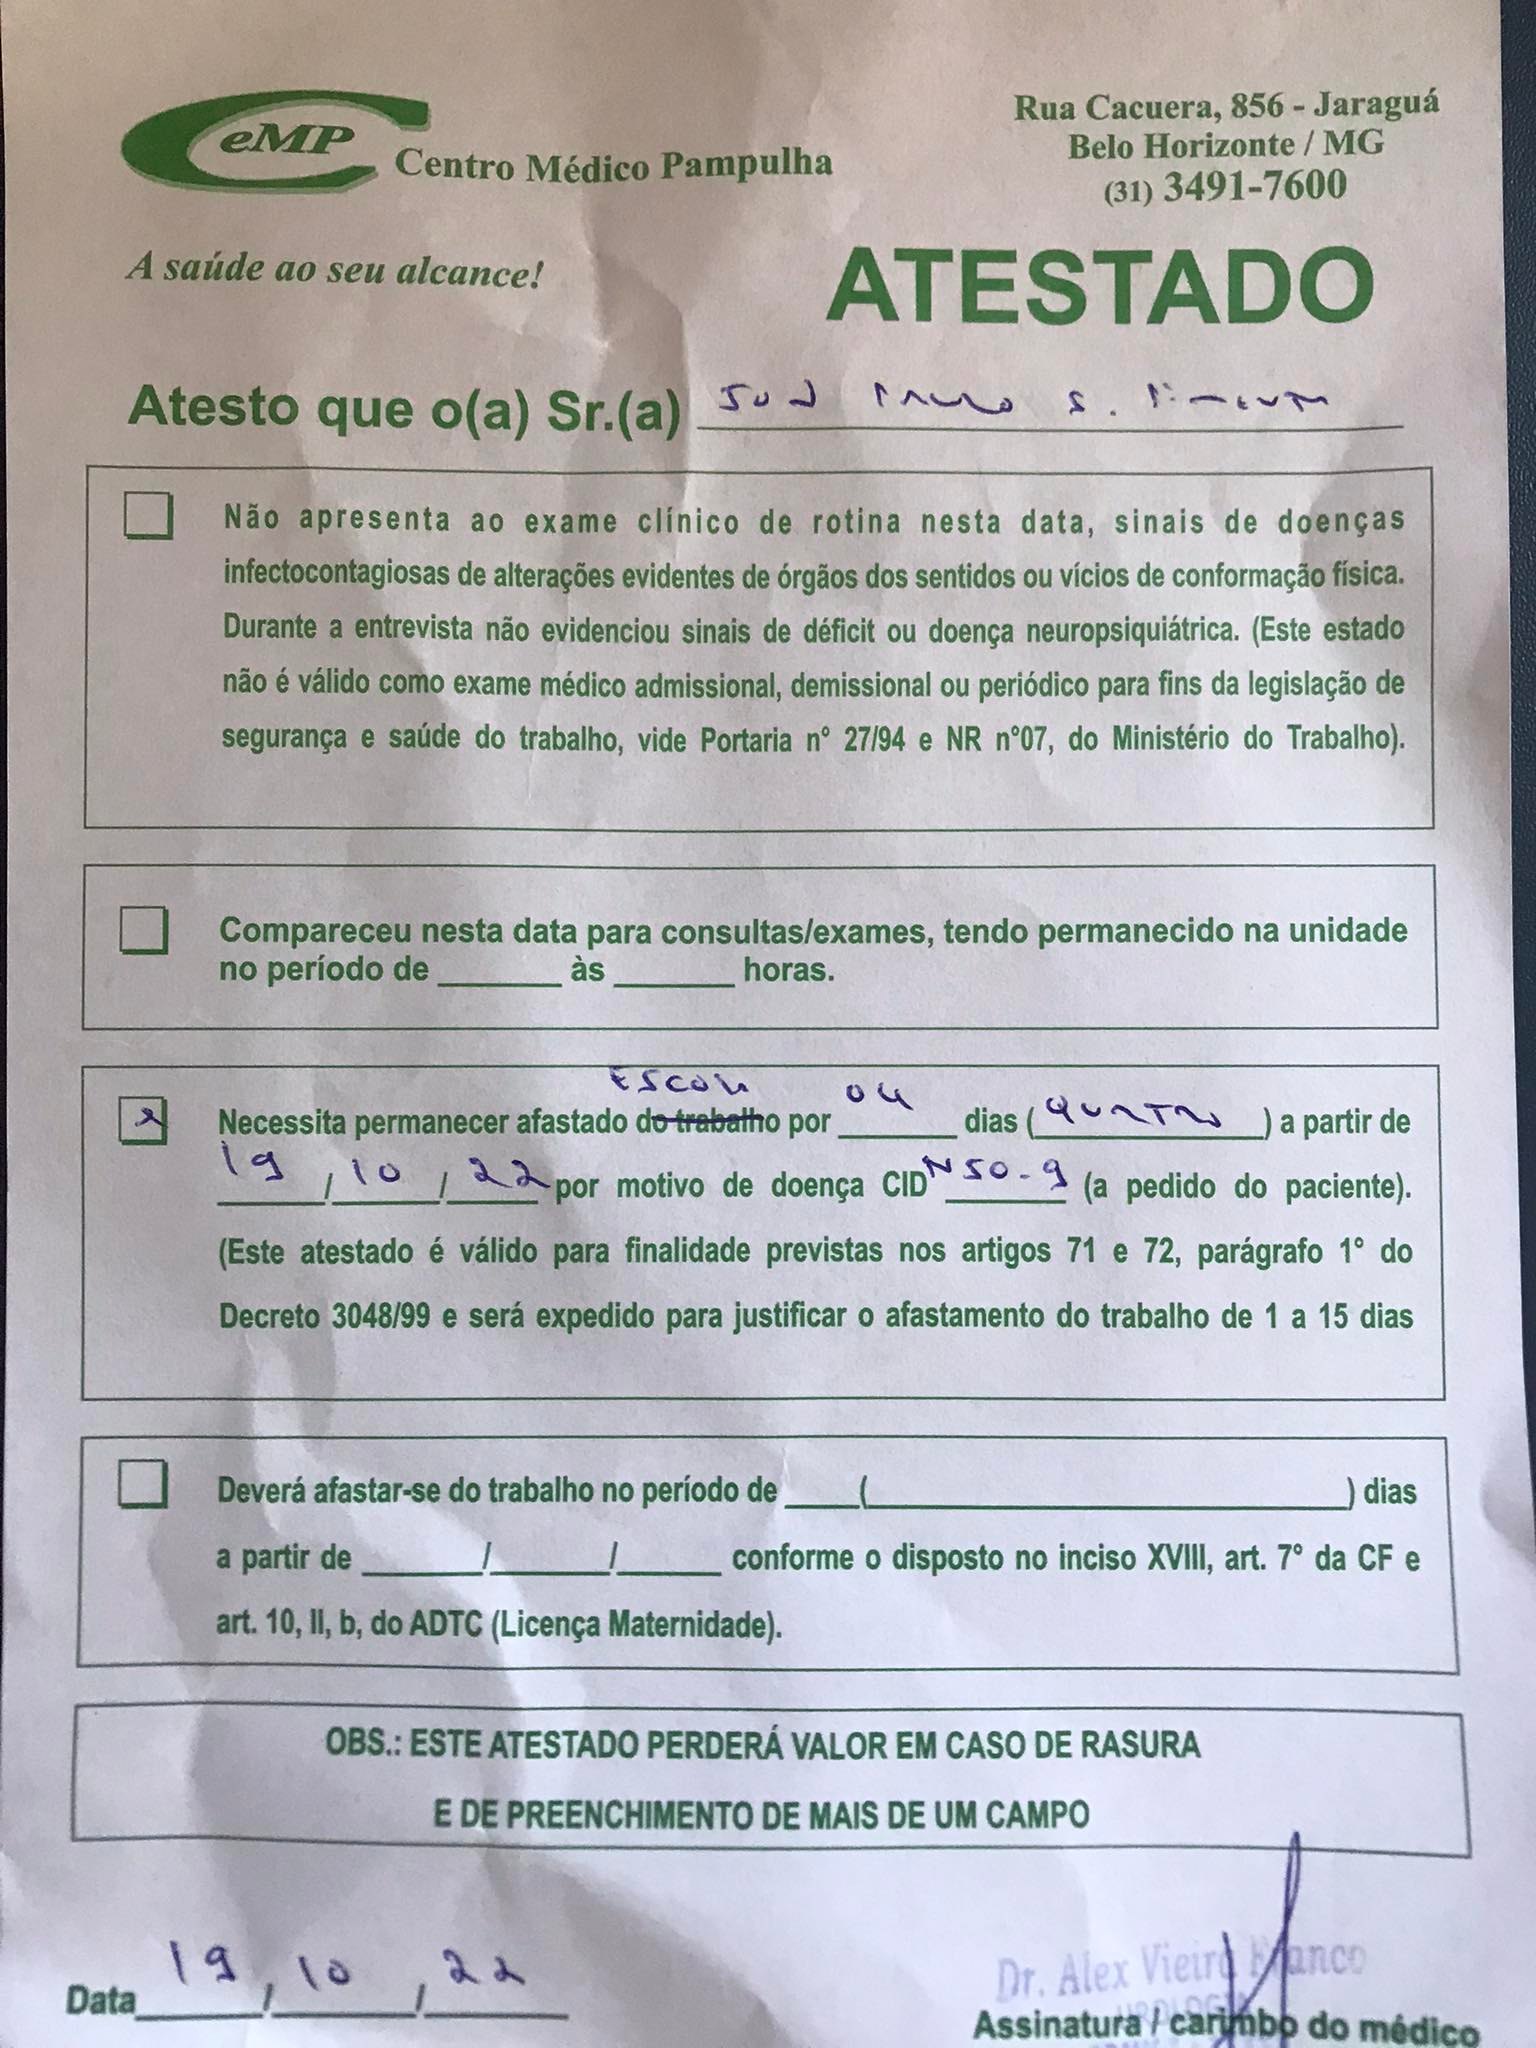 CeMP Centro Médico Pampulha
Rua Cacuera, 856 - Jaraguá
Belo Horizonte / MG
(31) 3491-7600
A saúde ao seu alcance!
ATESTADO
Atesto que o(a) Sr.(a) S.
Não apresenta ao exame clínico de rotina nesta data, sinais de doenças
infectocontagiosas de alterações evidentes de órgãos dos sentidos ou vícios de conformação física.
Durante a entrevista não evidenciou sinais de déficit ou doença neuropsiquiátrica. (Este estado
não é válido como exame médico admissional, demissional ou periódico para fins da legislação de
segurança e saúde do trabalho, vide Portaria n° 27/94 e NR n°07, do Ministério do Trabalho).
Compareceu nesta data para consultas/exames, tendo permanecido na unidade
no período de ______ às ______ horas.
ESCOLA
x Necessita permanecer afastado do trabalho por 04 dias (QUATRO) a partir de
19/10/22 por motivo de doença CID N50-9 (a pedido do paciente).
(Este atestado é válido para finalidade previstas nos artigos 71 e 72, parágrafo 1° do
Decreto 3048/99 e será expedido para justificar o afastamento do trabalho de 1 a 15 dias
Deverá afastar-se do trabalho no período de ____(______________________) dias
a partir de ______/______/______ conforme o disposto no inciso XVIII, art. 7° da CF e
art. 10, II, b, do ADTC (Licença Maternidade).
OBS.: ESTE ATESTADO PERDERÁ VALOR EM CASO DE RASURA
E DE PREENCHIMENTO DE MAIS DE UM CAMPO
Data 19/10/22
Dr. Alex Vieira Franco
UROLOGIA
Assinatura / carimbo do médico